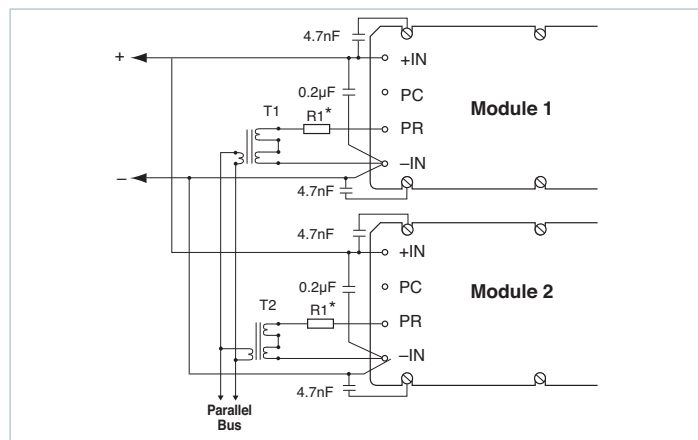 4.7nF
+
+IN
0.2µF
PC
T1
R1*
PR
Module 1
–
–IN
4.7nF
4.7nF
+IN
0.2µF
PC
T2
R1*
PR
Module 2
–IN
4.7nF
Parallel
Bus